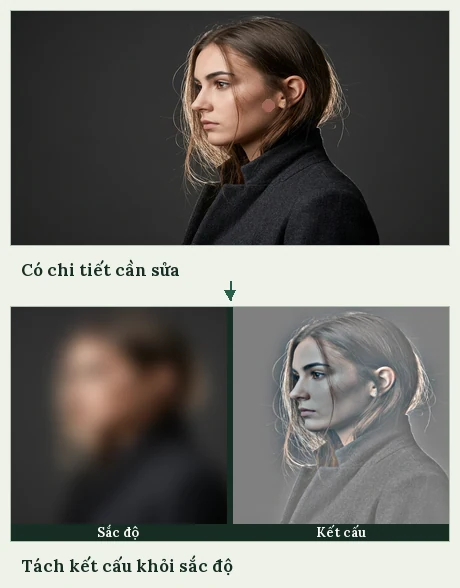 Có chi tiết cần sửa
Sắc độ
Kết cấu
Tách kết cấu khỏi sắc độ